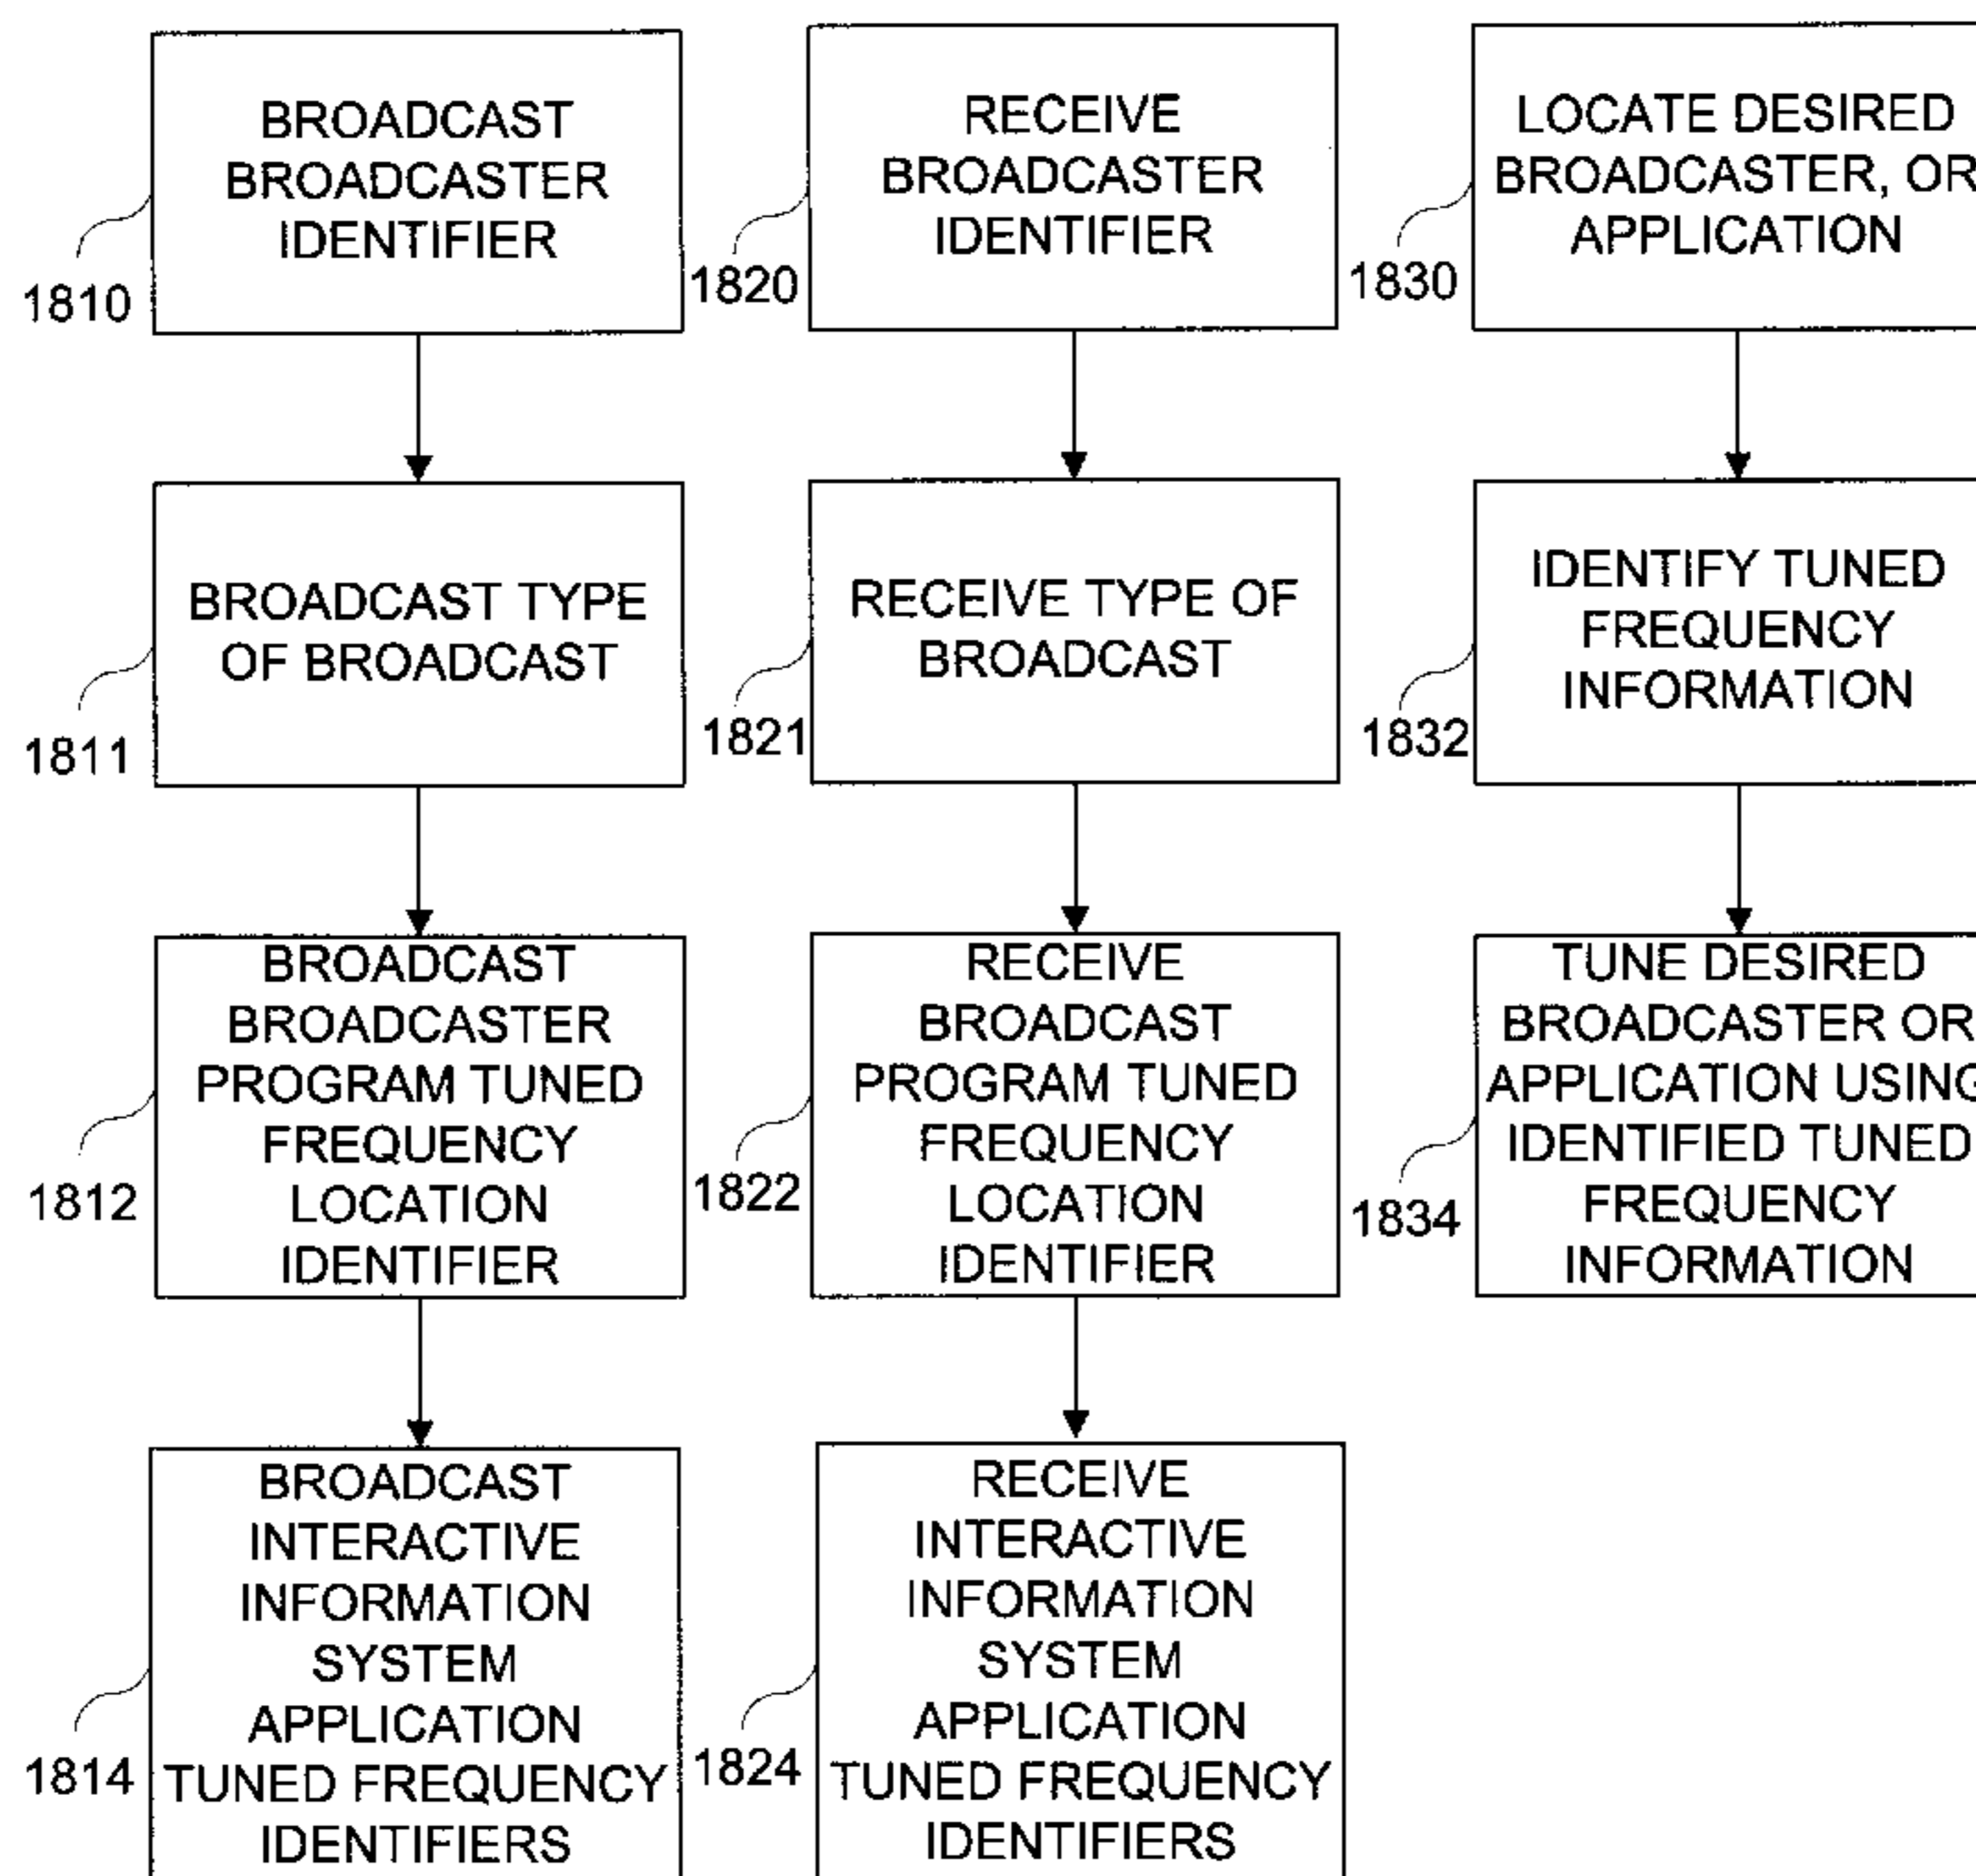 BROADCAST
BROADCASTER
IDENTIFIER
1810
BROADCAST TYPE
OF BROADCAST
1811
BROADCAST
BROADCASTER
PROGRAM TUNED
FREQUENCY
LOCATION
IDENTIFIER
1812
BROADCAST
INTERACTIVE
INFORMATION
SYSTEM
APPLICATION
TUNED FREQUENCY
IDENTIFIERS
1814
RECEIVE
BROADCASTER
IDENTIFIER
1820
RECEIVE TYPE OF
BROADCAST
1821
RECEIVE
BROADCAST
PROGRAM TUNED
FREQUENCY
LOCATION
IDENTIFIER
1822
RECEIVE
INTERACTIVE
INFORMATION
SYSTEM
APPLICATION
TUNED FREQUENCY
IDENTIFIERS
1824
LOCATE DESIRED
BROADCASTER, OR
APPLICATION
1830
IDENTIFY TUNED
FREQUENCY
INFORMATION
1832
TUNE DESIRED
BROADCASTER OR
APPLICATION USING
IDENTIFIED TUNED
FREQUENCY
INFORMATION
1834